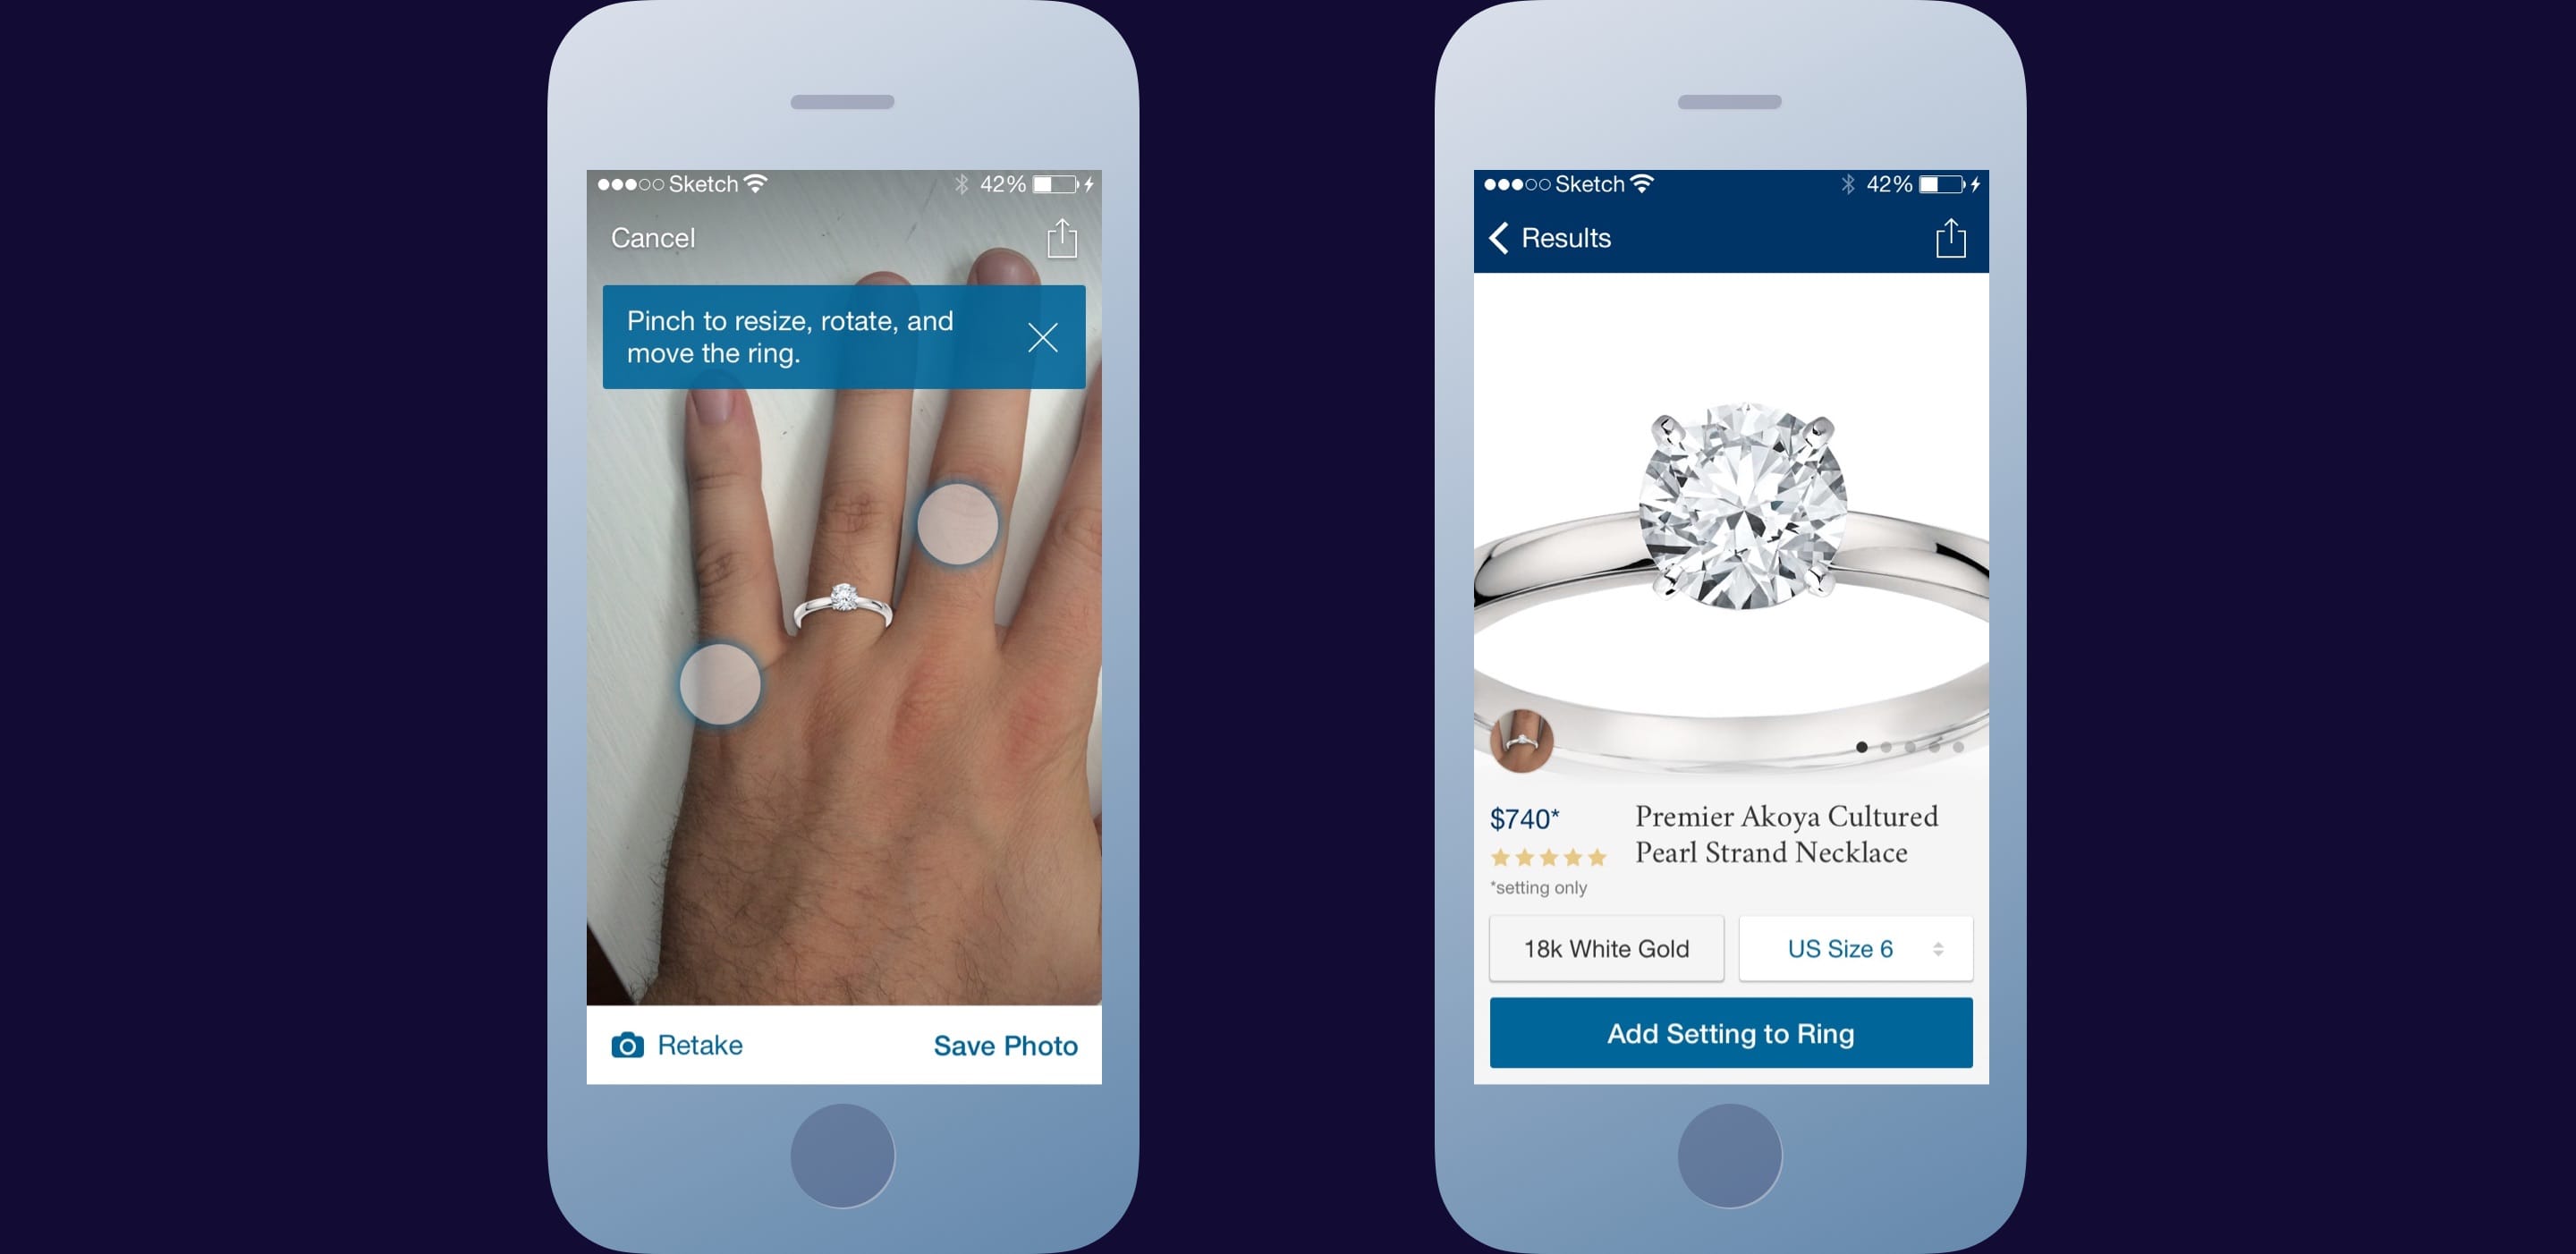 Sketch 42%
Cancel
Pinch to resize, rotate, and
move the ring.
Retake Save Photo
Sketch 42%
Results
$740*
Premier Akoya Cultured
Pearl Strand Necklace
*setting only
18k White Gold US Size 6
Add Setting to Ring